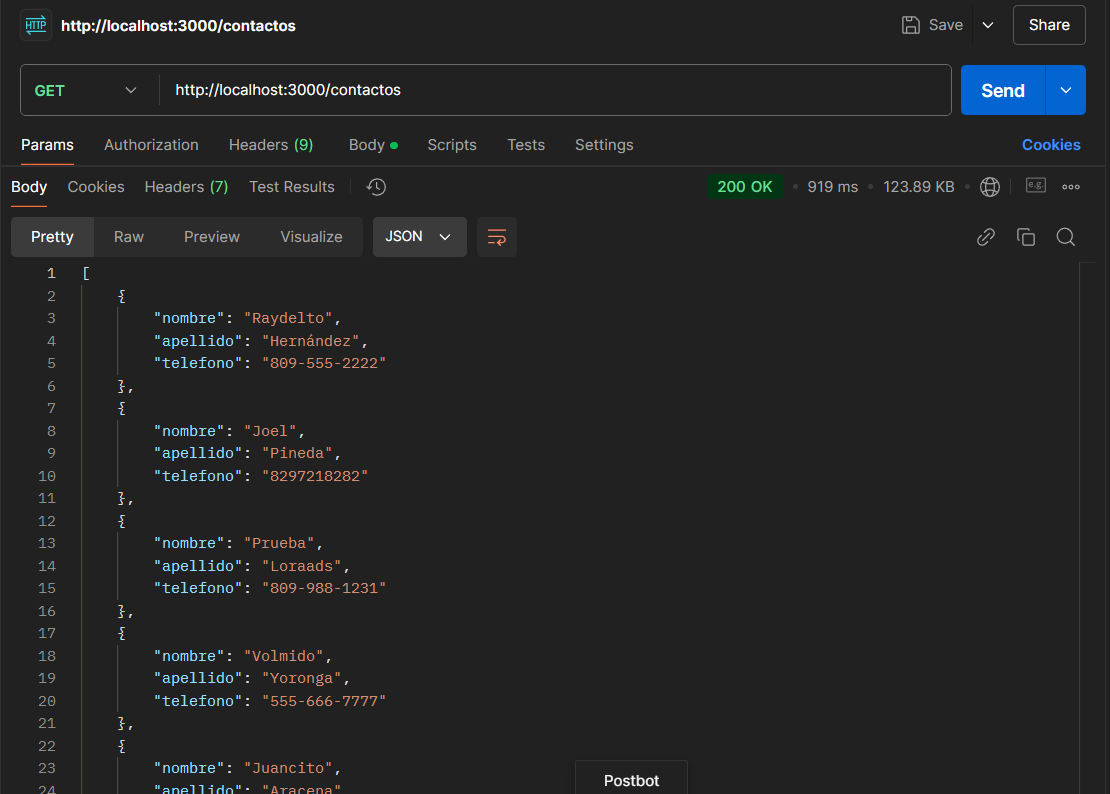 HTTP http://localhost:3000/contactos Save Share
GET http://localhost:3000/contactos Send
Params Authorization Headers (9) Body Scripts Tests Settings Cookies
Body Cookies Headers (7) Test Results 200 OK 919 ms 123.89 KB e.g.
Pretty Raw Preview Visualize JSON
1 [
2 {
3 "nombre": "Raydelto",
4 "apellido": "Hernández",
5 "telefono": "809-555-2222"
6 },
7 {
8 "nombre": "Joel",
9 "apellido": "Pineda",
10 "telefono": "8297218282"
11 },
12 {
13 "nombre": "Prueba",
14 "apellido": "Loraads",
15 "telefono": "809-988-1231"
16 },
17 {
18 "nombre": "Volmido",
19 "apellido": "Yoronga",
20 "telefono": "555-666-7777"
21 },
22 {
23 "nombre": "Juancito",
24 "apellido": "Aracena"
Postbot